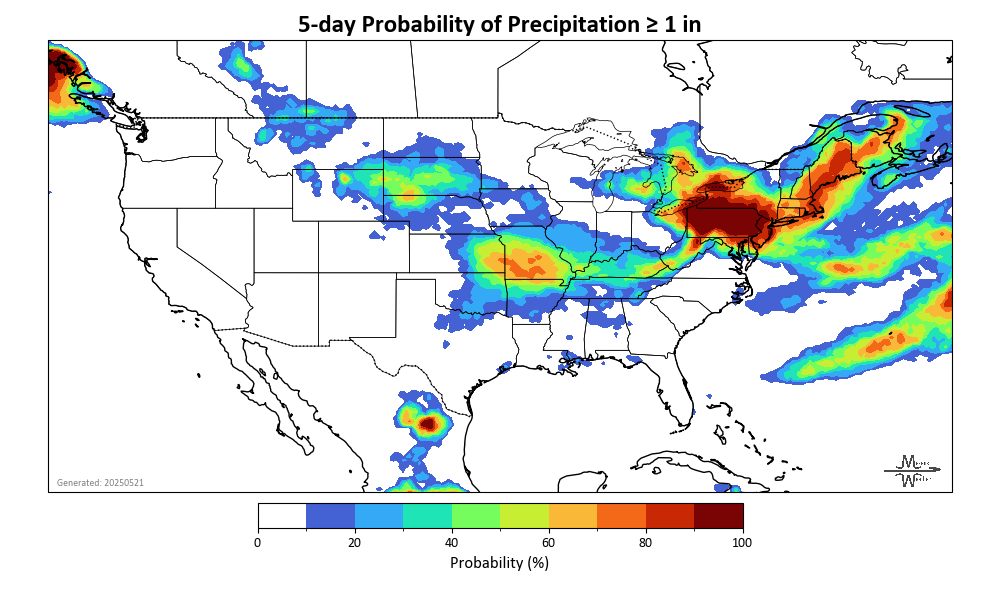 5-day Probability of Precipitation ≥ 1 in
Generated: 20250521
0 20 40 60 80 100
Probability (%)